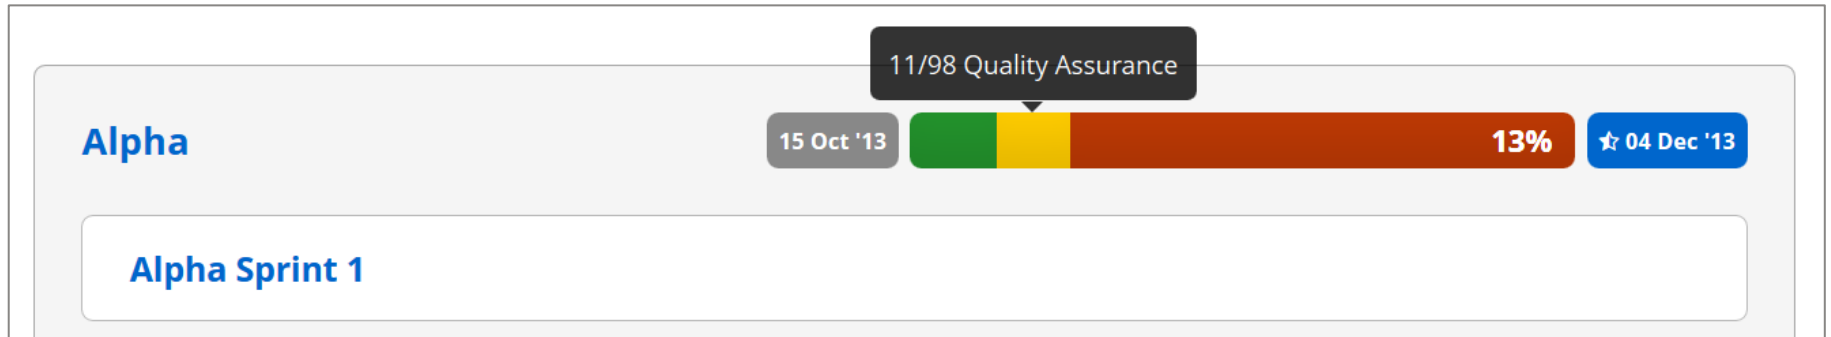 11/98 Quality Assurance
Alpha
15 Oct '13
13%
04 Dec '13
Alpha Sprint 1